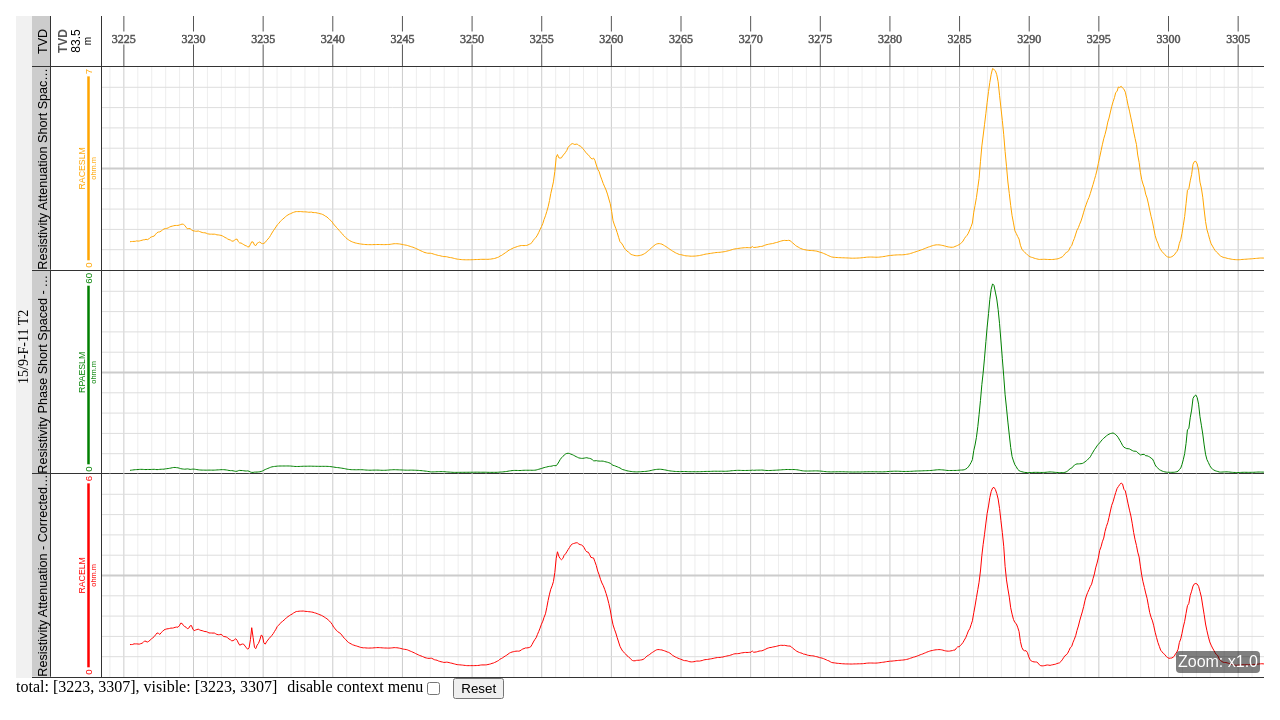 15/9-F-11 T2
TVD
TVD
83.5
m
3225 3230 3235 3240 3245 3250 3255 3260 3265 3270 3275 3280 3285 3290 3295 3300 3305
Resistivity Attenuation Short Spac...
7
RACESLM
ohm.m
0
Resistivity Phase Short Spaced - ...
60
RPAESLM
ohm.m
0
Resistivity Attenuation - Corrected...
6
RACELM
ohm.m
0
Zoom: x1.0
total: [3223, 3307], visible: [3223, 3307] disable context menu Reset